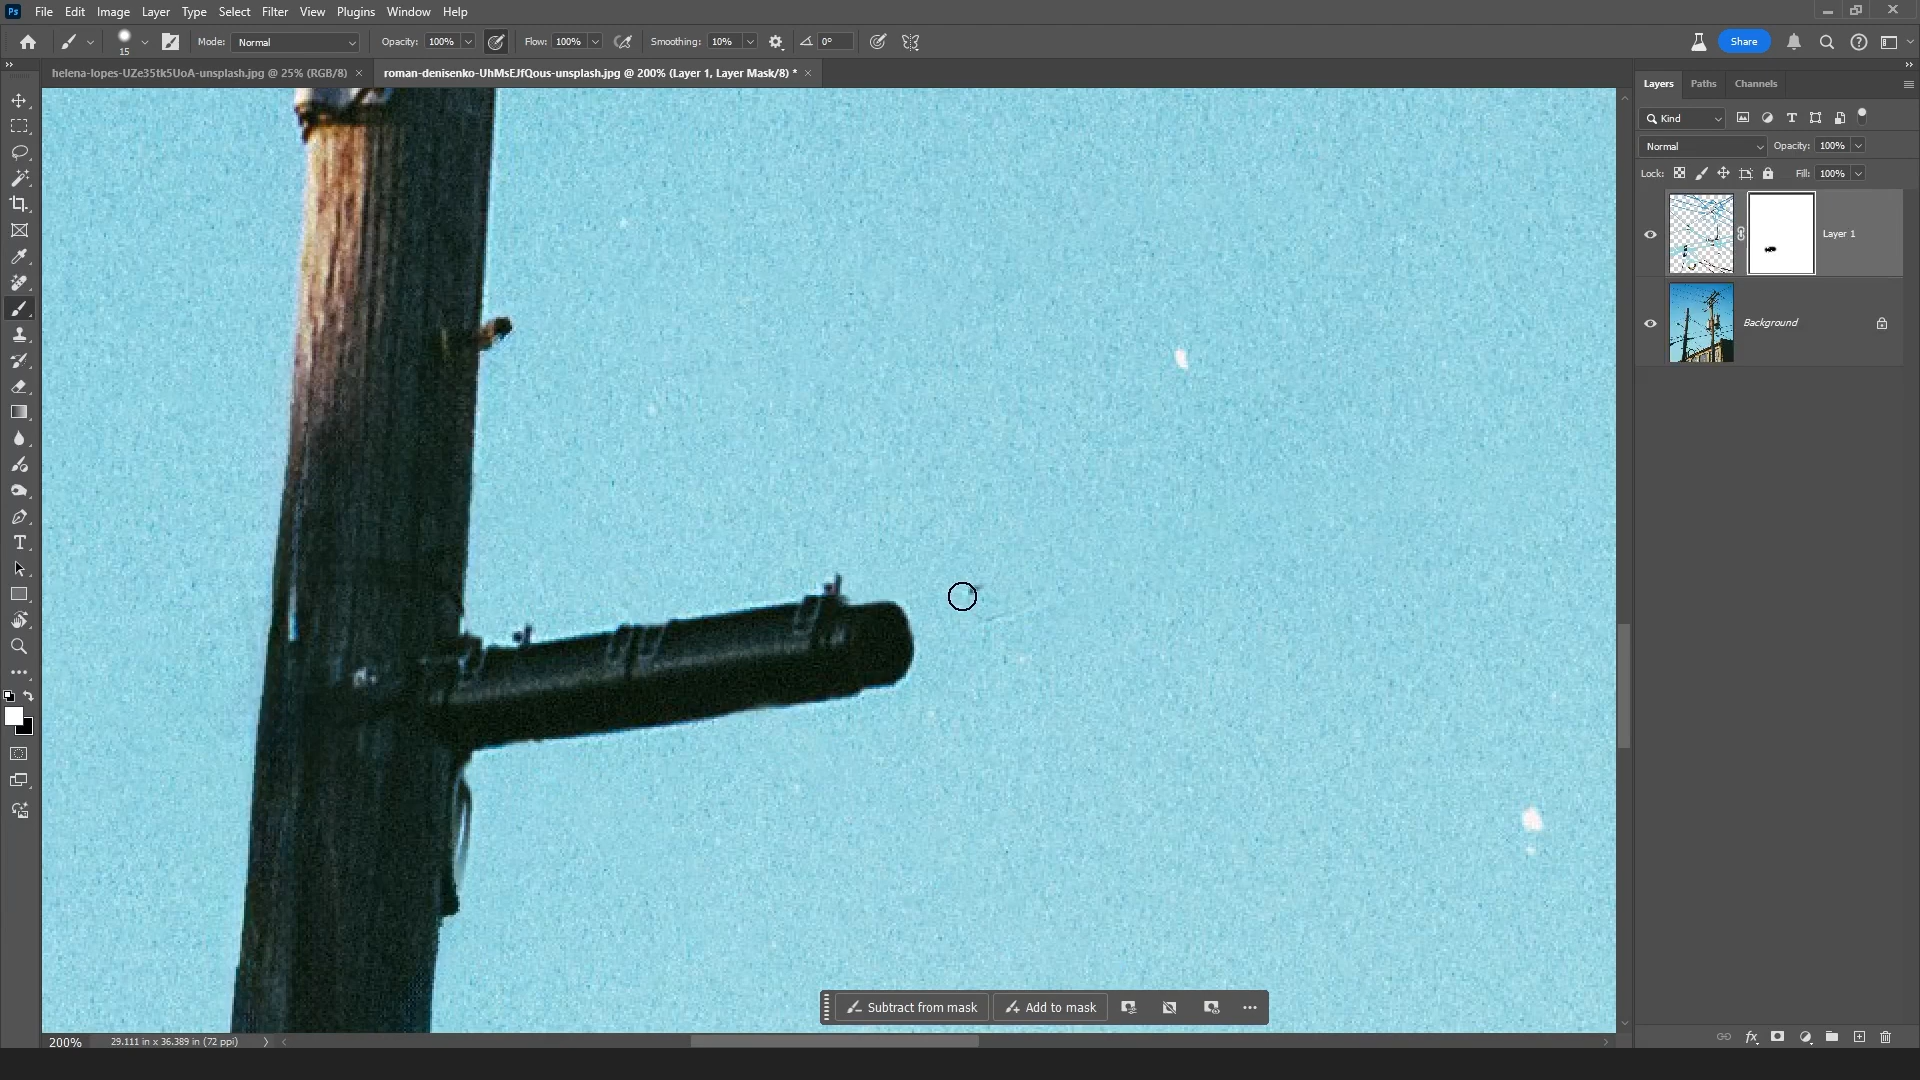 Ps File Edit Image Layer Type Select Filter View Plugins Window Help
15 Mode: Normal Opacity: 100% Flow: 100% Smoothing: 10% 0° Share
helena-lopes-UZe35tk5UoA-unsplash.jpg @ 25% (RGB/8) × roman-denisenko-UhMsEJfQous-unsplash.jpg @ 200% (Layer 1, Layer Mask/8) * ×
Layers Paths Channels
Kind
Normal Opacity: 100%
Lock: Fill: 100%
Layer 1
Background
Subtract from mask Add to mask
200% 29.111 in x 36.389 in (72 ppi)